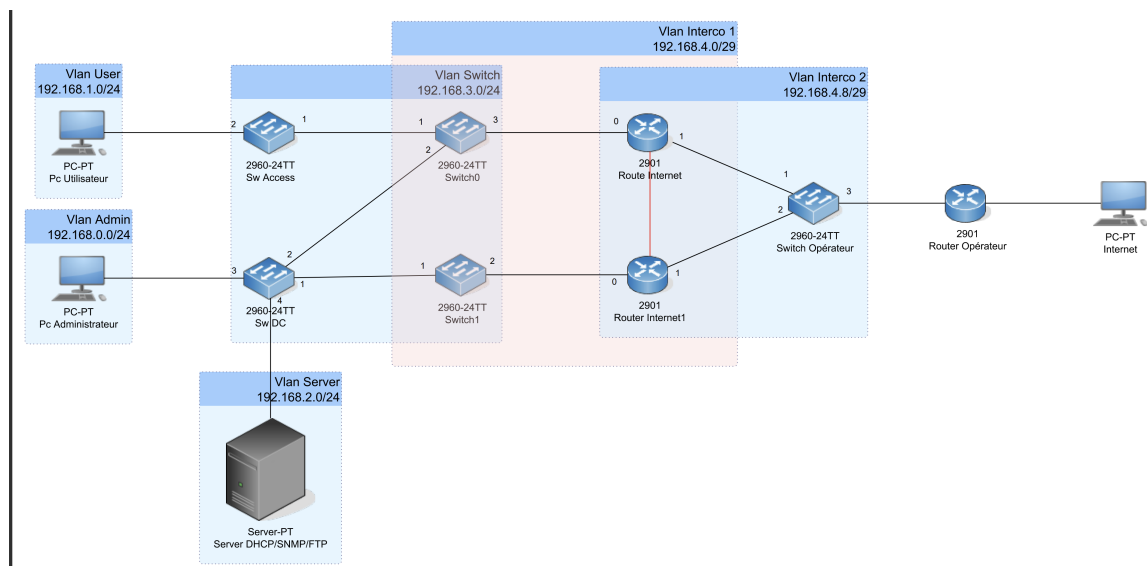 Vlan Interco 1
192.168.4.0/29
Vlan User
192.168.1.0/24
Vlan Switch
192.168.3.0/24
Vlan Interco 2
192.168.4.8/29
2
1
1
3
0
2
1
PC-PT
Pc Utilisateur
2960-24TT
Sw Access
2960-24TT
Switch0
2901
Route Internet
1
3
2
2960-24TT
Switch Opérateur
2901
Router Opérateur
PC-PT
Internet
Vlan Admin
192.168.0.0/24
3
2
1
4
1
2
0
1
PC-PT
Pc Administrateur
2960-24TT
Sw DC
2960-24TT
Switch1
2901
Router Internet1
Vlan Server
192.168.2.0/24
Server-PT
Server DHCP/SNMP/FTP